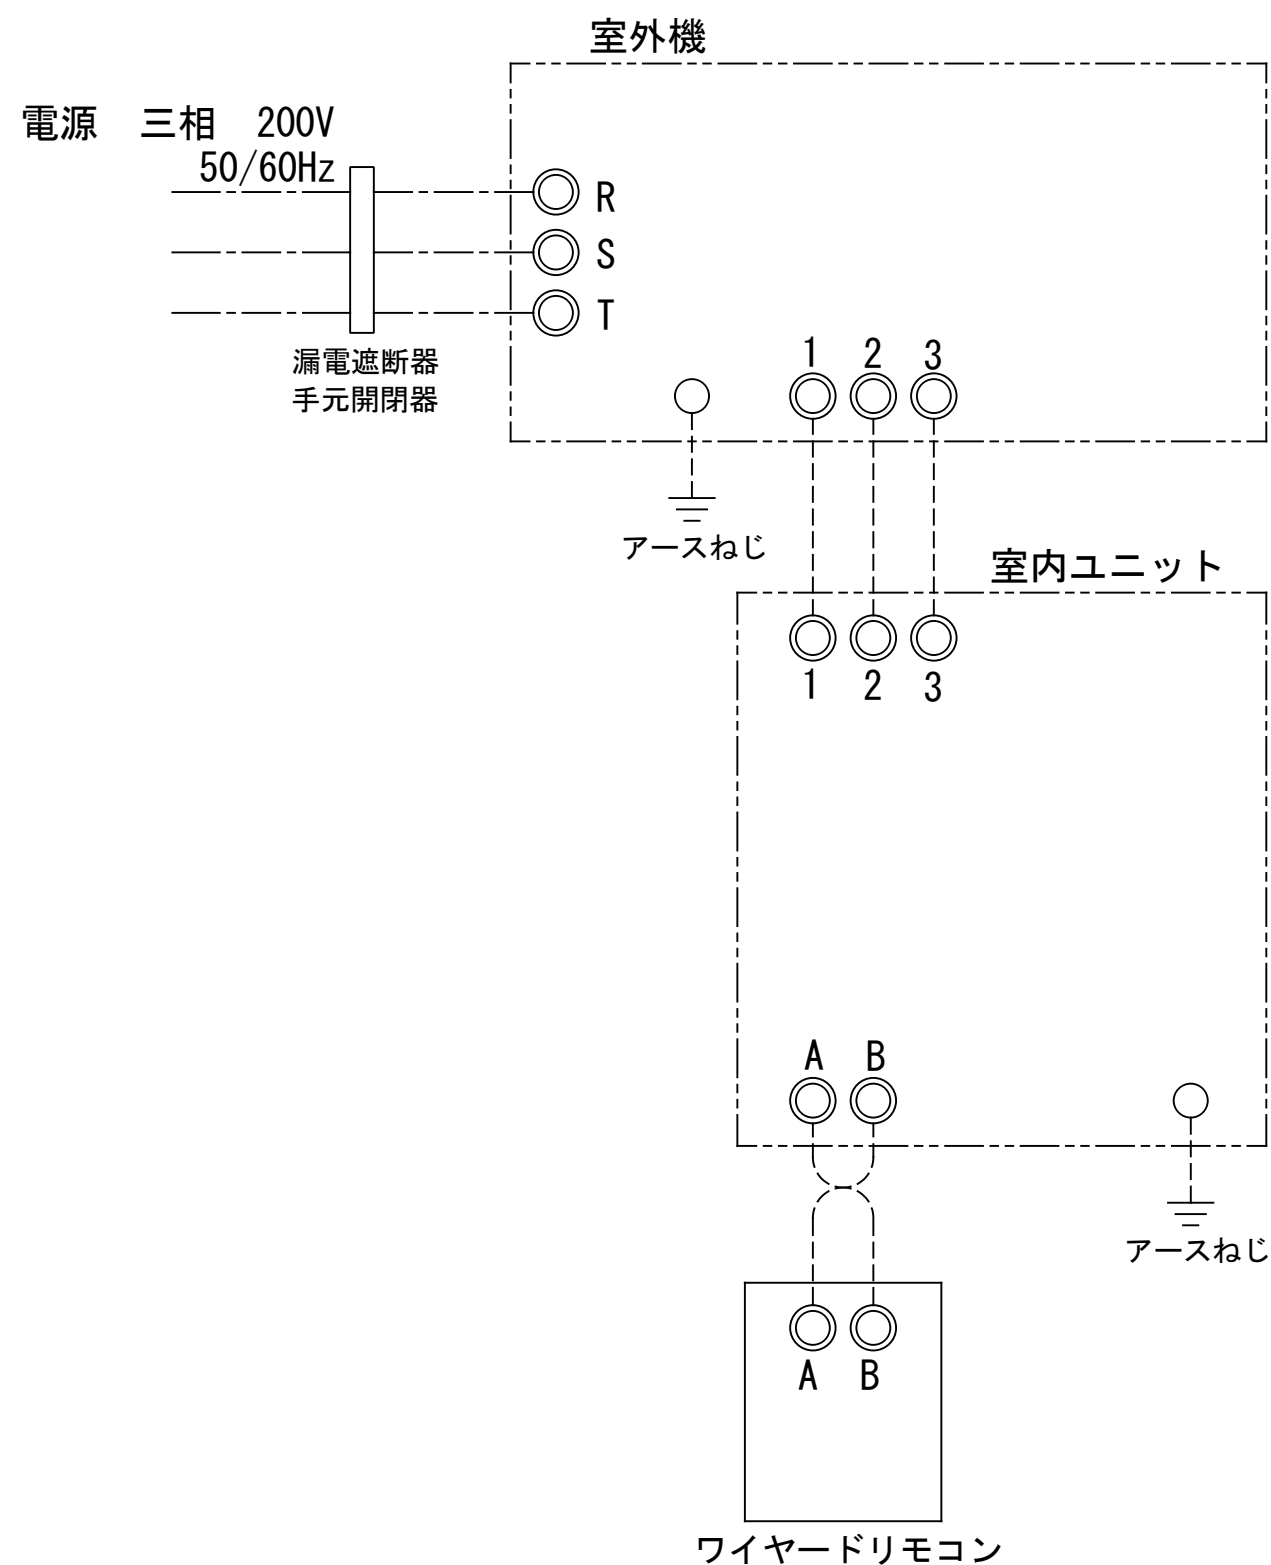 室外機
電源　三相　200V
50/60Hz
R
S
T
漏電遮断器
手元開閉器
1 2 3
アースねじ
室内ユニット
1 2 3
A B
アースねじ
A B
ワイヤードリモコン